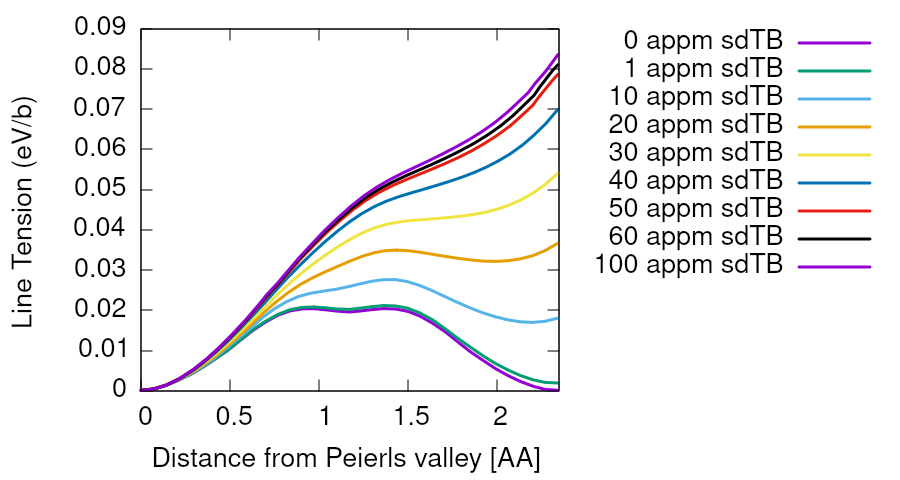 0.09
0.08
0.07
0.06
0.05
0.04
0.03
0.02
0.01
0
Line Tension (eV/b)
0 0.5 1 1.5 2
Distance from Peierls valley [AA]
0 appm sdTB
1 appm sdTB
10 appm sdTB
20 appm sdTB
30 appm sdTB
40 appm sdTB
50 appm sdTB
60 appm sdTB
100 appm sdTB